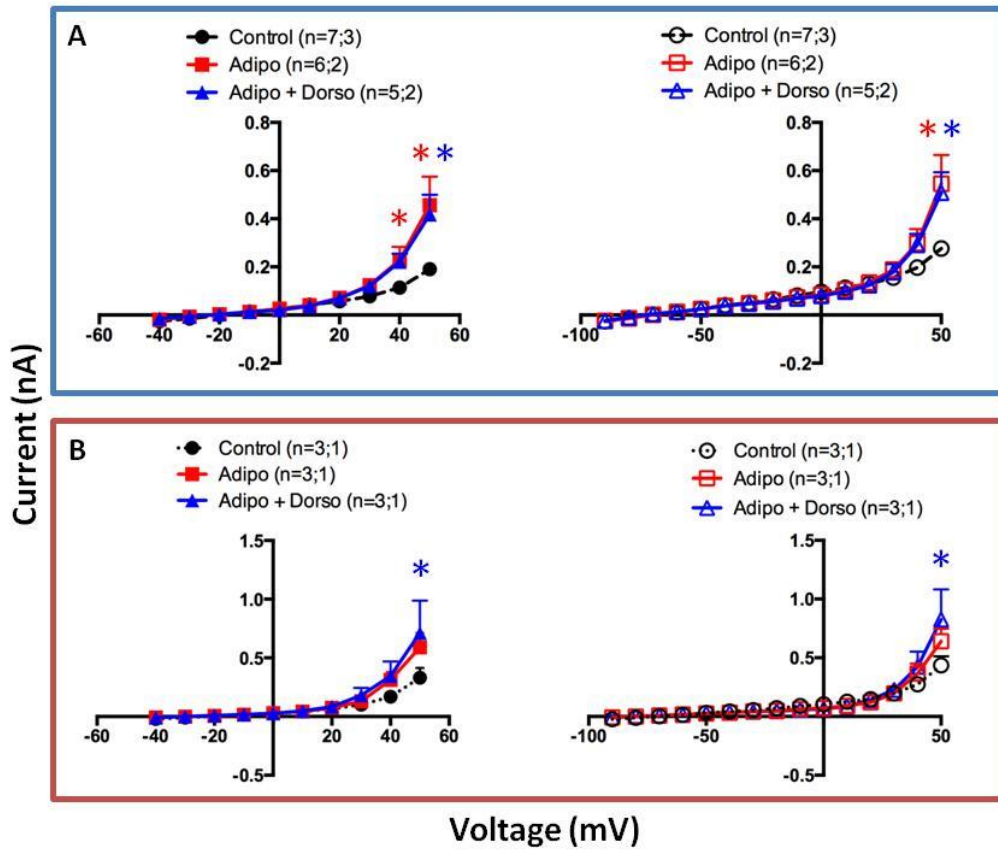 A
Control (n=7;3)
Adipo (n=6;2)
Adipo + Dorso (n=5;2)
0.8
0.6
0.4
0.2
-0.2
-60 -40 -20 20 40 60
* * *
Control (n=7;3)
Adipo (n=6;2)
Adipo + Dorso (n=5;2)
0.8
0.6
0.4
0.2
-0.2
-100 -50 50
* *
B
Control (n=3;1)
Adipo (n=3;1)
Adipo + Dorso (n=3;1)
1.5
1.0
0.5
-0.5
-60 -40 -20 20 40 60
*
Control (n=3;1)
Adipo (n=3;1)
Adipo + Dorso (n=3;1)
1.5
1.0
0.5
-0.5
-100 -50 50
*
Current (nA)
Voltage (mV)